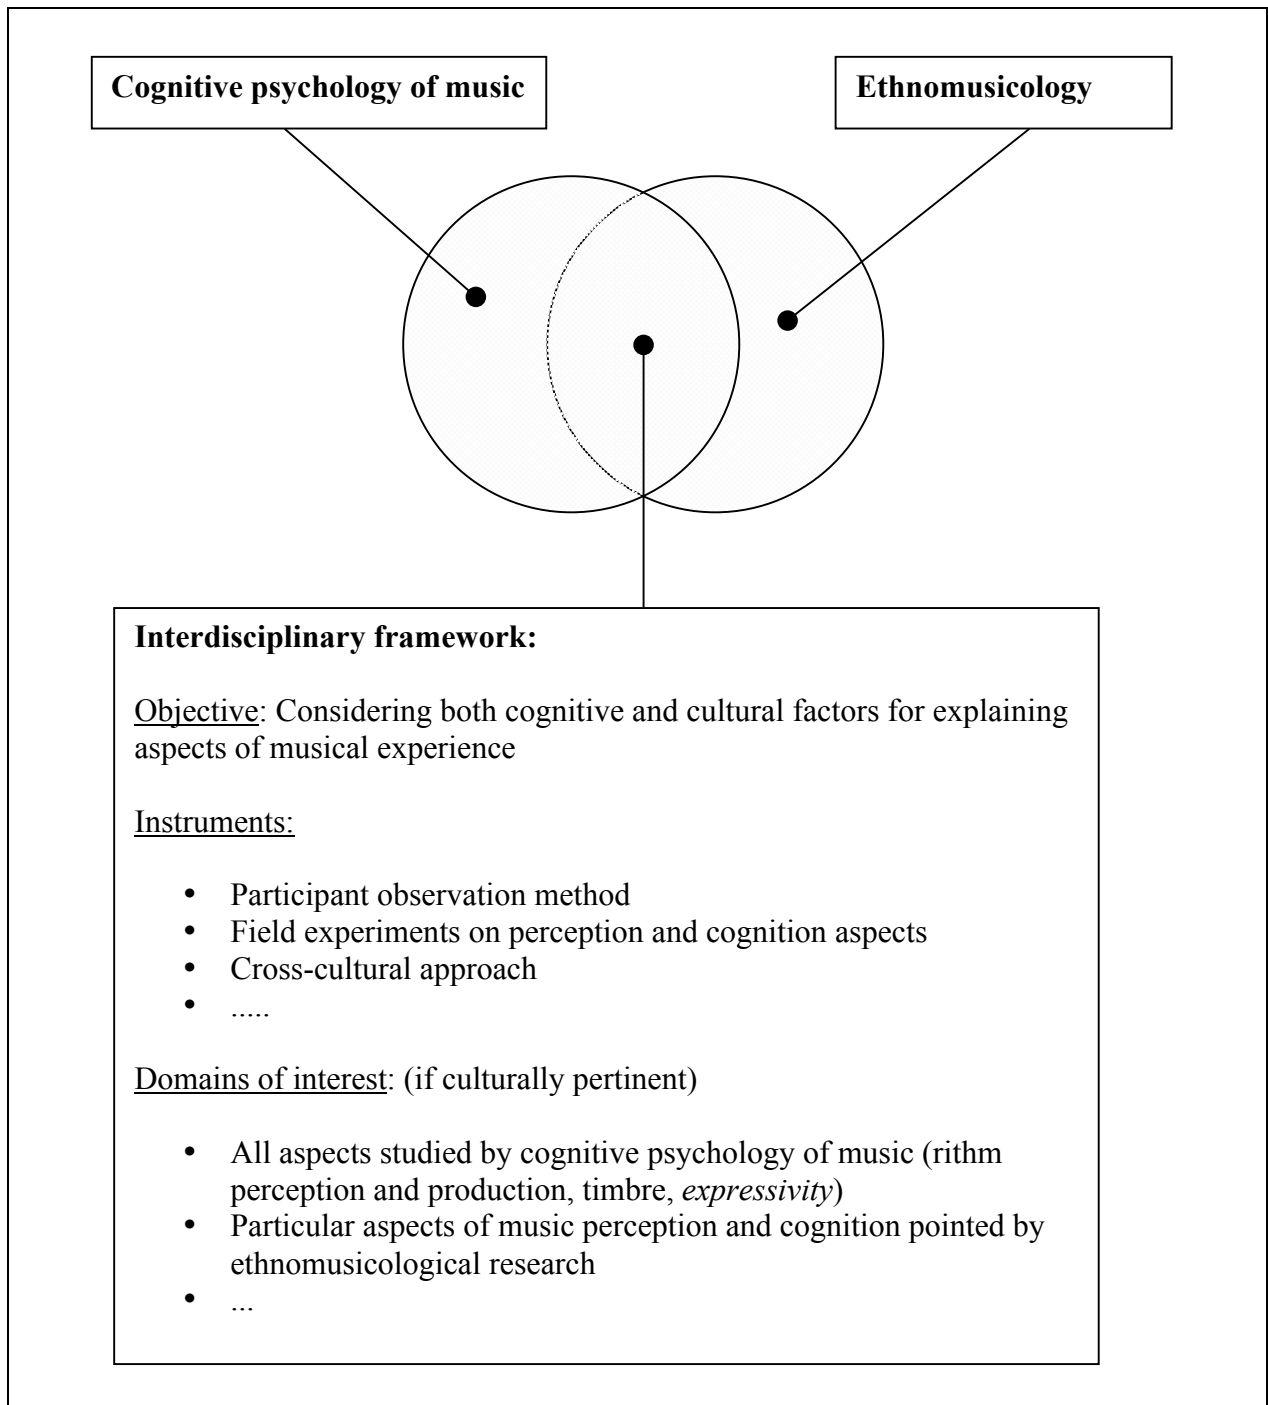 Cognitive psychology of music
Ethnomusicology
Interdisciplinary framework:
Objective: Considering both cognitive and cultural factors for explaining
aspects of musical experience
Instruments:
• Participant observation method
• Field experiments on perception and cognition aspects
• Cross-cultural approach
• .....
Domains of interest: (if culturally pertinent)
• All aspects studied by cognitive psychology of music (rithm
perception and production, timbre, expressivity)
• Particular aspects of music perception and cognition pointed by
ethnomusicological research
• ...